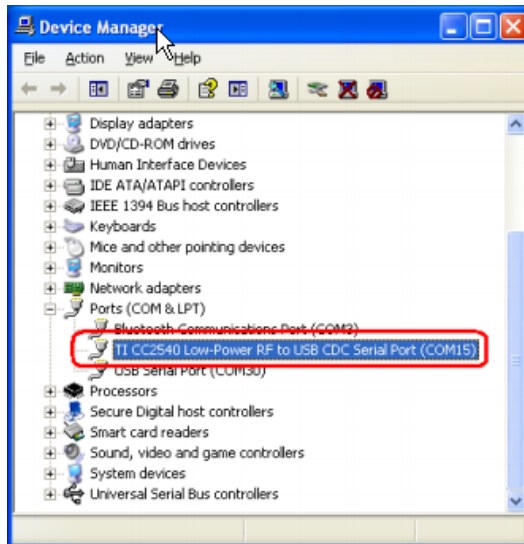 Device Manager
File Action View Help
Display adapters
DVD/CD-ROM drives
Human Interface Devices
IDE ATA/ATAPI controllers
IEEE 1394 Bus host controllers
Keyboards
Mice and other pointing devices
Monitors
Network adapters
Ports (COM & LPT)
Bluetooth Communications Port (COM3)
TI CC2540 Low-Power RF to USB CDC Serial Port (COM15)
USB Serial Port (COM30)
Processors
Secure Digital host controllers
Smart card readers
Sound, video and game controllers
System devices
Universal Serial Bus controllers